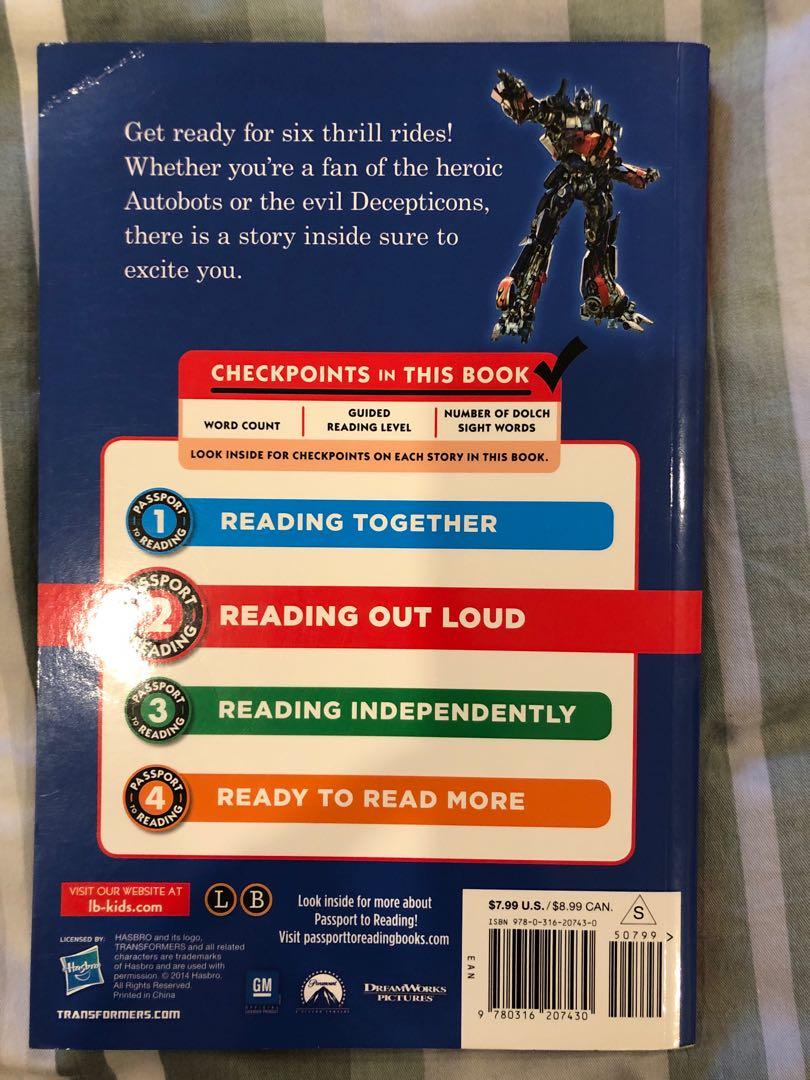 Get ready for six thrill rides!
Whether you're a fan of the heroic
Autobots or the evil Decepticons,
there is a story inside sure to
excite you.
CHECKPOINTS IN THIS BOOK
WORD COUNT
GUIDED
READING LEVEL
NUMBER OF DOLCH
SIGHT WORDS
LOOK INSIDE FOR CHECKPOINTS ON EACH STORY IN THIS BOOK.
PASSPORT
1
TO READING
READING TOGETHER
PASSPORT
2
READING
READING OUT LOUD
PASSPORT
3
TO READING
READING INDEPENDENTLY
PASSPORT
4
TO READING
READY TO READ MORE
VISIT OUR WEBSITE AT
lb-kids.com
L B
Look inside for more about
Passport to Reading!
Visit passporttoreadingbooks.com
LICENSED BY:
Hasbro
HASBRO and its logo,
TRANSFORMERS and all related
characters are trademarks
of Hasbro and are used with
permission. © 2014 Hasbro.
All Rights Reserved.
Printed in China
TRANSFORMERS.COM
GM
OFFICIAL
LICENSED PRODUCT
Paramount
DREAMWORKS
PICTURES
$7.99 U.S. / $8.99 CAN.
S
ISBN 978-0-316-20743-0
50799 >
EAN
9 780316 207430